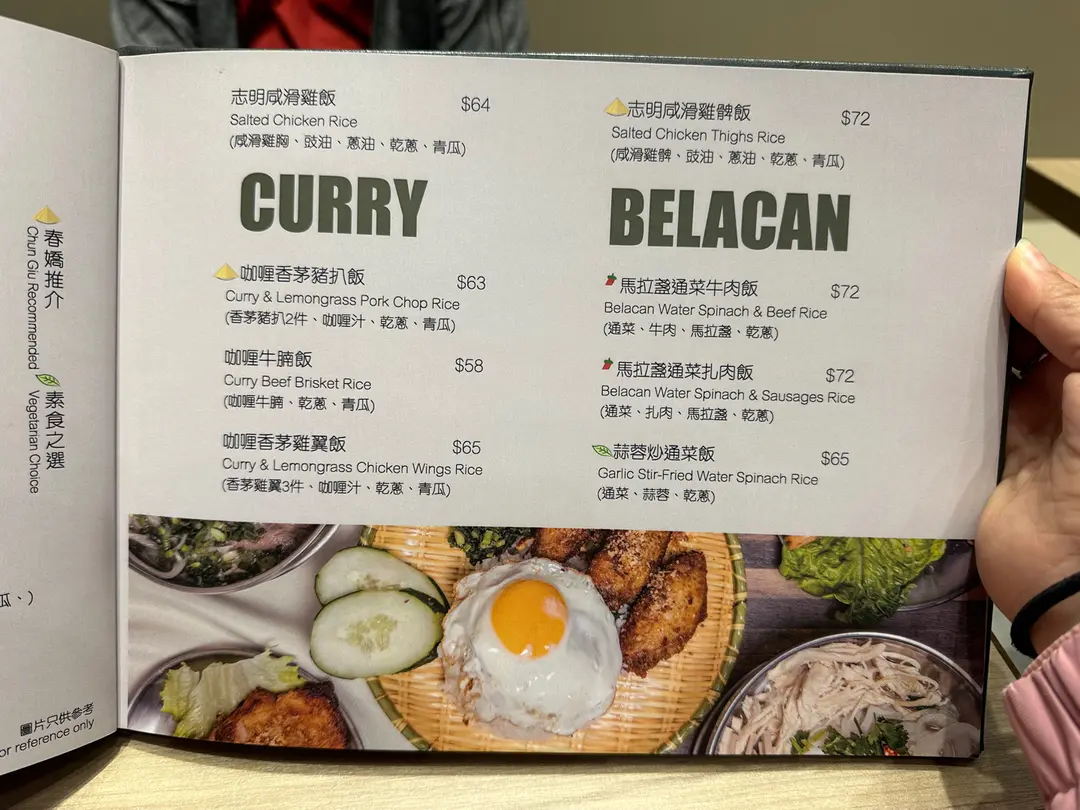 春嬌推介
Chun Giu Recommended
素食之選
Vegetarian Choice
瓜、)
圖片只供參考
or reference only
志明咸滑雞飯 $64
Salted Chicken Rice
(咸滑雞胸、豉油、蔥油、乾蔥、青瓜)
CURRY
咖喱香茅豬扒飯 $63
Curry & Lemongrass Pork Chop Rice
(香茅豬扒2件、咖喱汁、乾蔥、青瓜)
咖喱牛腩飯 $58
Curry Beef Brisket Rice
(咖喱牛腩、乾蔥、青瓜)
咖喱香茅雞翼飯 $65
Curry & Lemongrass Chicken Wings Rice
(香茅雞翼3件、咖喱汁、乾蔥、青瓜)
志明咸滑雞髀飯 $72
Salted Chicken Thighs Rice
(咸滑雞髀、豉油、蔥油、乾蔥、青瓜)
BELACAN
馬拉盞通菜牛肉飯 $72
Belacan Water Spinach & Beef Rice
(通菜、牛肉、馬拉盞、乾蔥)
馬拉盞通菜扎肉飯 $72
Belacan Water Spinach & Sausages Rice
(通菜、扎肉、馬拉盞、乾蔥)
蒜蓉炒通菜飯 $65
Garlic Stir-Fried Water Spinach Rice
(通菜、蒜蓉、乾蔥)